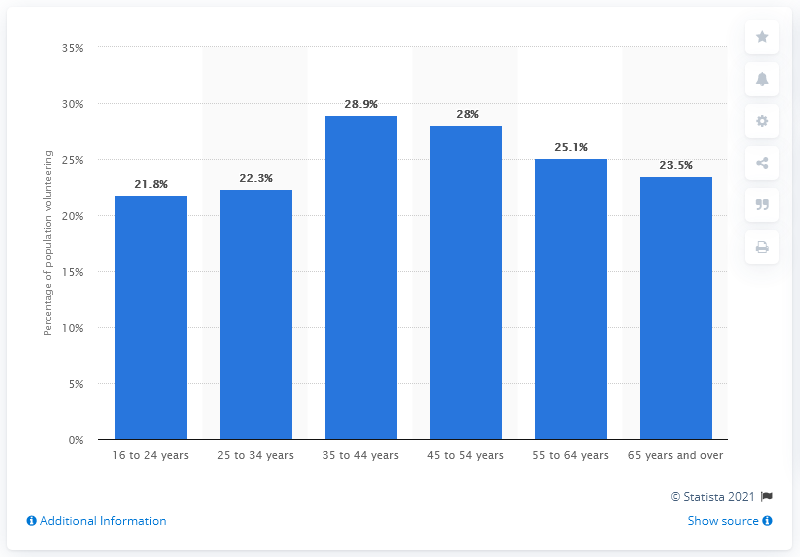 35%
30%
25%
20%
15%
10%
5%
0%
Percentage of population volunteering
21.8%
22.3%
28.9%
28%
25.1%
23.5%
16 to 24 years
25 to 34 years
35 to 44 years
45 to 54 years
55 to 64 years
65 years and over
© Statista 2021
Additional Information
Show source